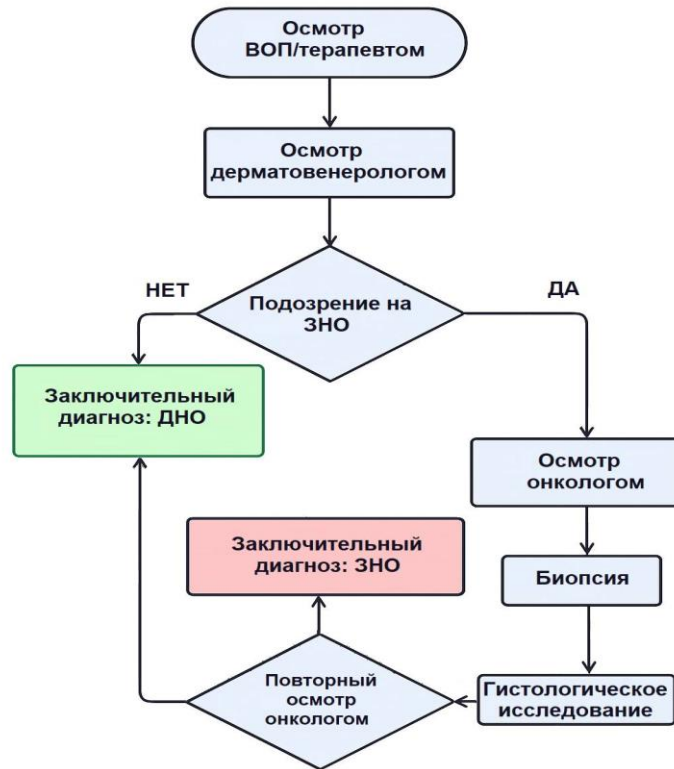 Осмотр
ВОП/терапевтом
Осмотр
дерматовенерологом
НЕТ
ДА
Подозрение на
ЗНО
Заключительный
диагноз: ДНО
Осмотр
онкологом
Заключительный
диагноз: ЗНО
Биопсия
Повторный
осмотр
онкологом
Гистологическое
исследование